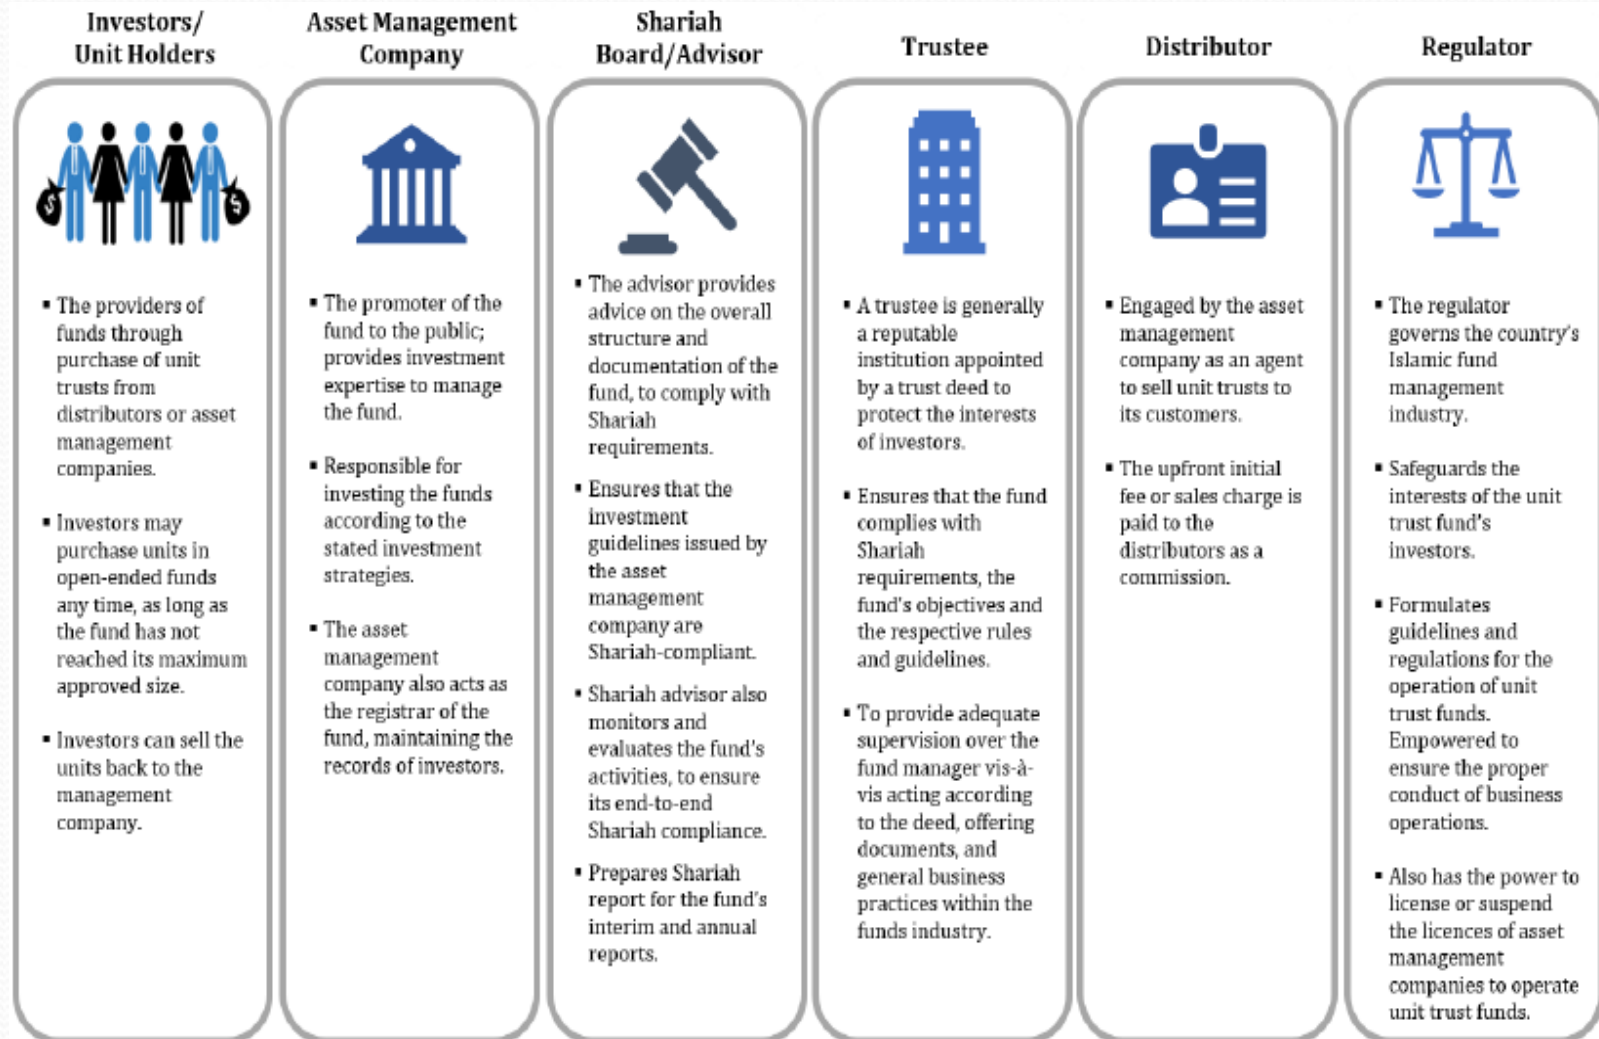 Investors/
Unit Holders
▪ The providers of
funds through
purchase of unit
trusts from
distributors or asset
management
companies.
▪ Investors may
purchase units in
open-ended funds
any time, as long as
the fund has not
reached its maximum
approved size.
▪ Investors can sell the
units back to the
management
company.
Asset Management
Company
▪ The promoter of the
fund to the public;
provides investment
expertise to manage
the fund.
▪ Responsible for
investing the funds
according to the
stated investment
strategies.
▪ The asset
management
company also acts as
the registrar of the
fund, maintaining the
records of investors.
Shariah
Board/Advisor
▪ The advisor provides
advice on the overall
structure and
documentation of the
fund, to comply with
Shariah
requirements.
▪ Ensures that the
investment
guidelines issued by
the asset
management
company are
Shariah-compliant.
▪ Shariah advisor also
monitors and
evaluates the fund's
activities, to ensure
its end-to-end
Shariah compliance.
▪ Prepares Shariah
report for the fund's
interim and annual
reports.
Trustee
▪ A trustee is generally
a reputable
institution appointed
by a trust deed to
protect the interests
of investors.
▪ Ensures that the fund
complies with
Shariah
requirements, the
fund's objectives and
the respective rules
and guidelines.
▪ To provide adequate
supervision over the
fund manager vis-à-
vis acting according
to the deed, offering
documents, and
general business
practices within the
funds industry.
Distributor
▪ Engaged by the asset
management
company as an agent
to sell unit trusts to
its customers.
▪ The upfront initial
fee or sales charge is
paid to the
distributors as a
commission.
Regulator
▪ The regulator
governs the country's
Islamic fund
management
industry.
▪ Safeguards the
interests of the unit
trust fund's
investors.
▪ Formulates
guidelines and
regulations for the
operation of unit
trust funds.
Empowered to
ensure the proper
conduct of business
operations.
▪ Also has the power to
license or suspend
the licences of asset
management
companies to operate
unit trust funds.